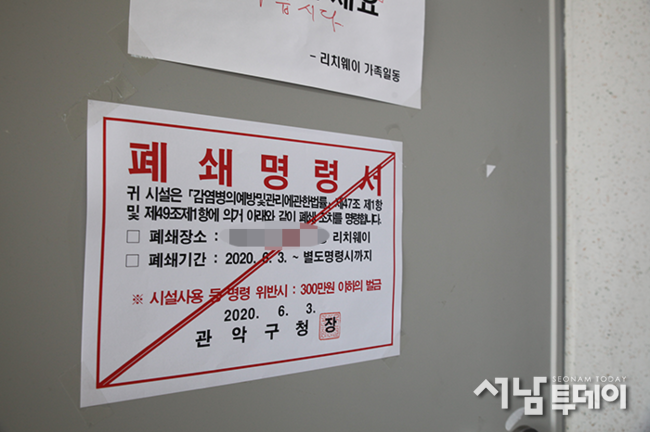 세요
습시다
- 리치웨이 가족일동
폐쇄명령서
귀 시설은 「감염병의예방및관리에관한법률」 제47조 제1항
및 제49조제1항에 의거 아래와 같이 폐쇄 조치를 명령합니다.
□ 폐쇄장소 : 리치웨이
□ 폐쇄기간 : 2020. 6. 3. ~ 별도명령시까지
※ 시설사용 등 명령 위반시 : 300만원 이하의 벌금
2020. 6. 3.
관악구청장
SEONAM TODAY
서남투데이